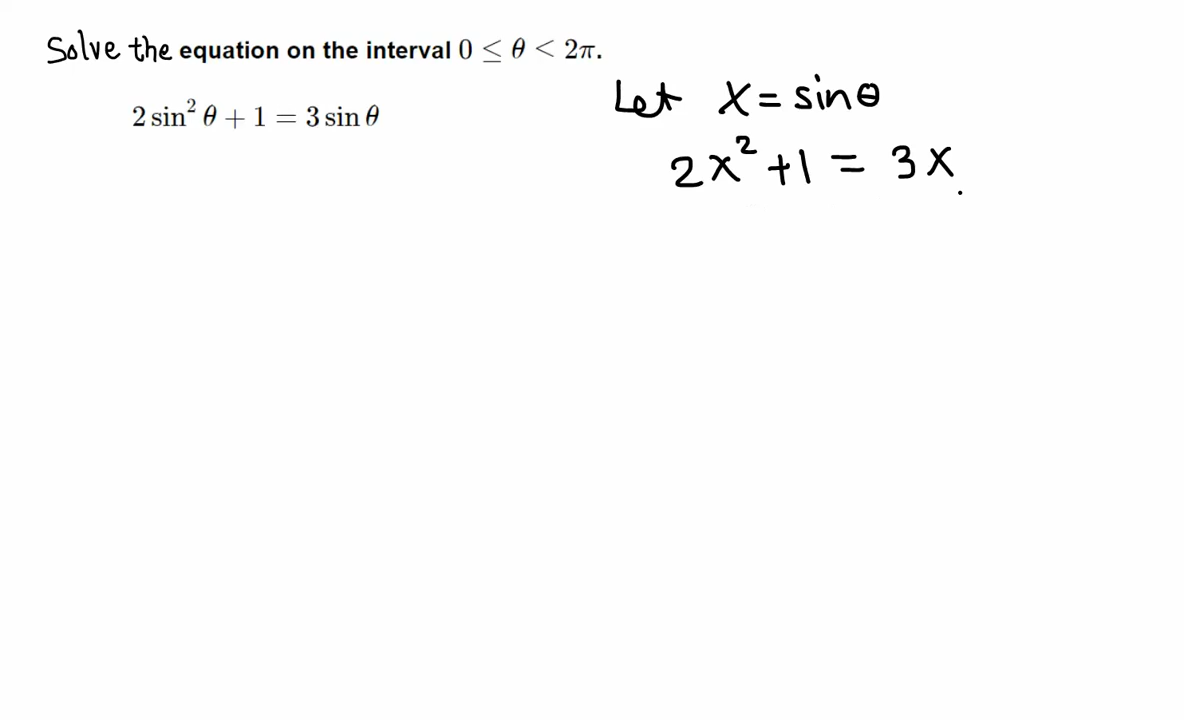 Solve the equation on the interval 0 ≤ θ < 2π.
2 sin² θ + 1 = 3 sin θ
Let x = sinθ
2x² + 1 = 3x